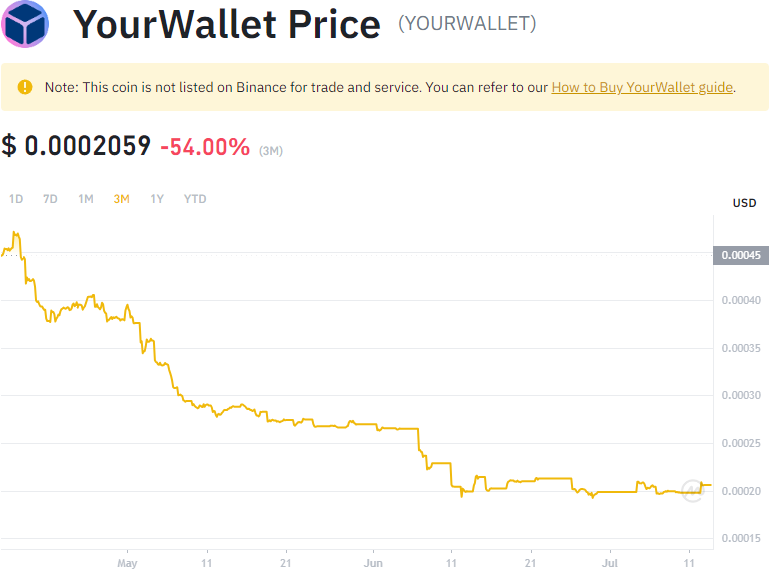 YourWallet Price (YOURWALLET)
Note: This coin is not listed on Binance for trade and service. You can refer to our How to Buy YourWallet guide.
$ 0.0002059 -54.00% (3M)
1D 7D 1M 3M 1Y YTD
USD
0.00045
0.00040
0.00035
0.00030
0.00025
0.00020
0.00015
May 11 21 Jun 11 21 Jul 11